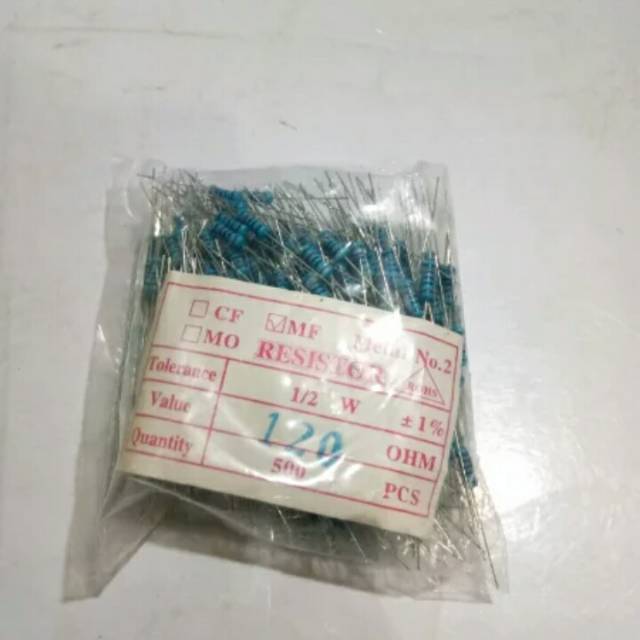 CF MF Metal No.2
MO RESISTOR
Tolerance 1/2 W ±1%
Value 120 OHM
Quantity 500 PCS